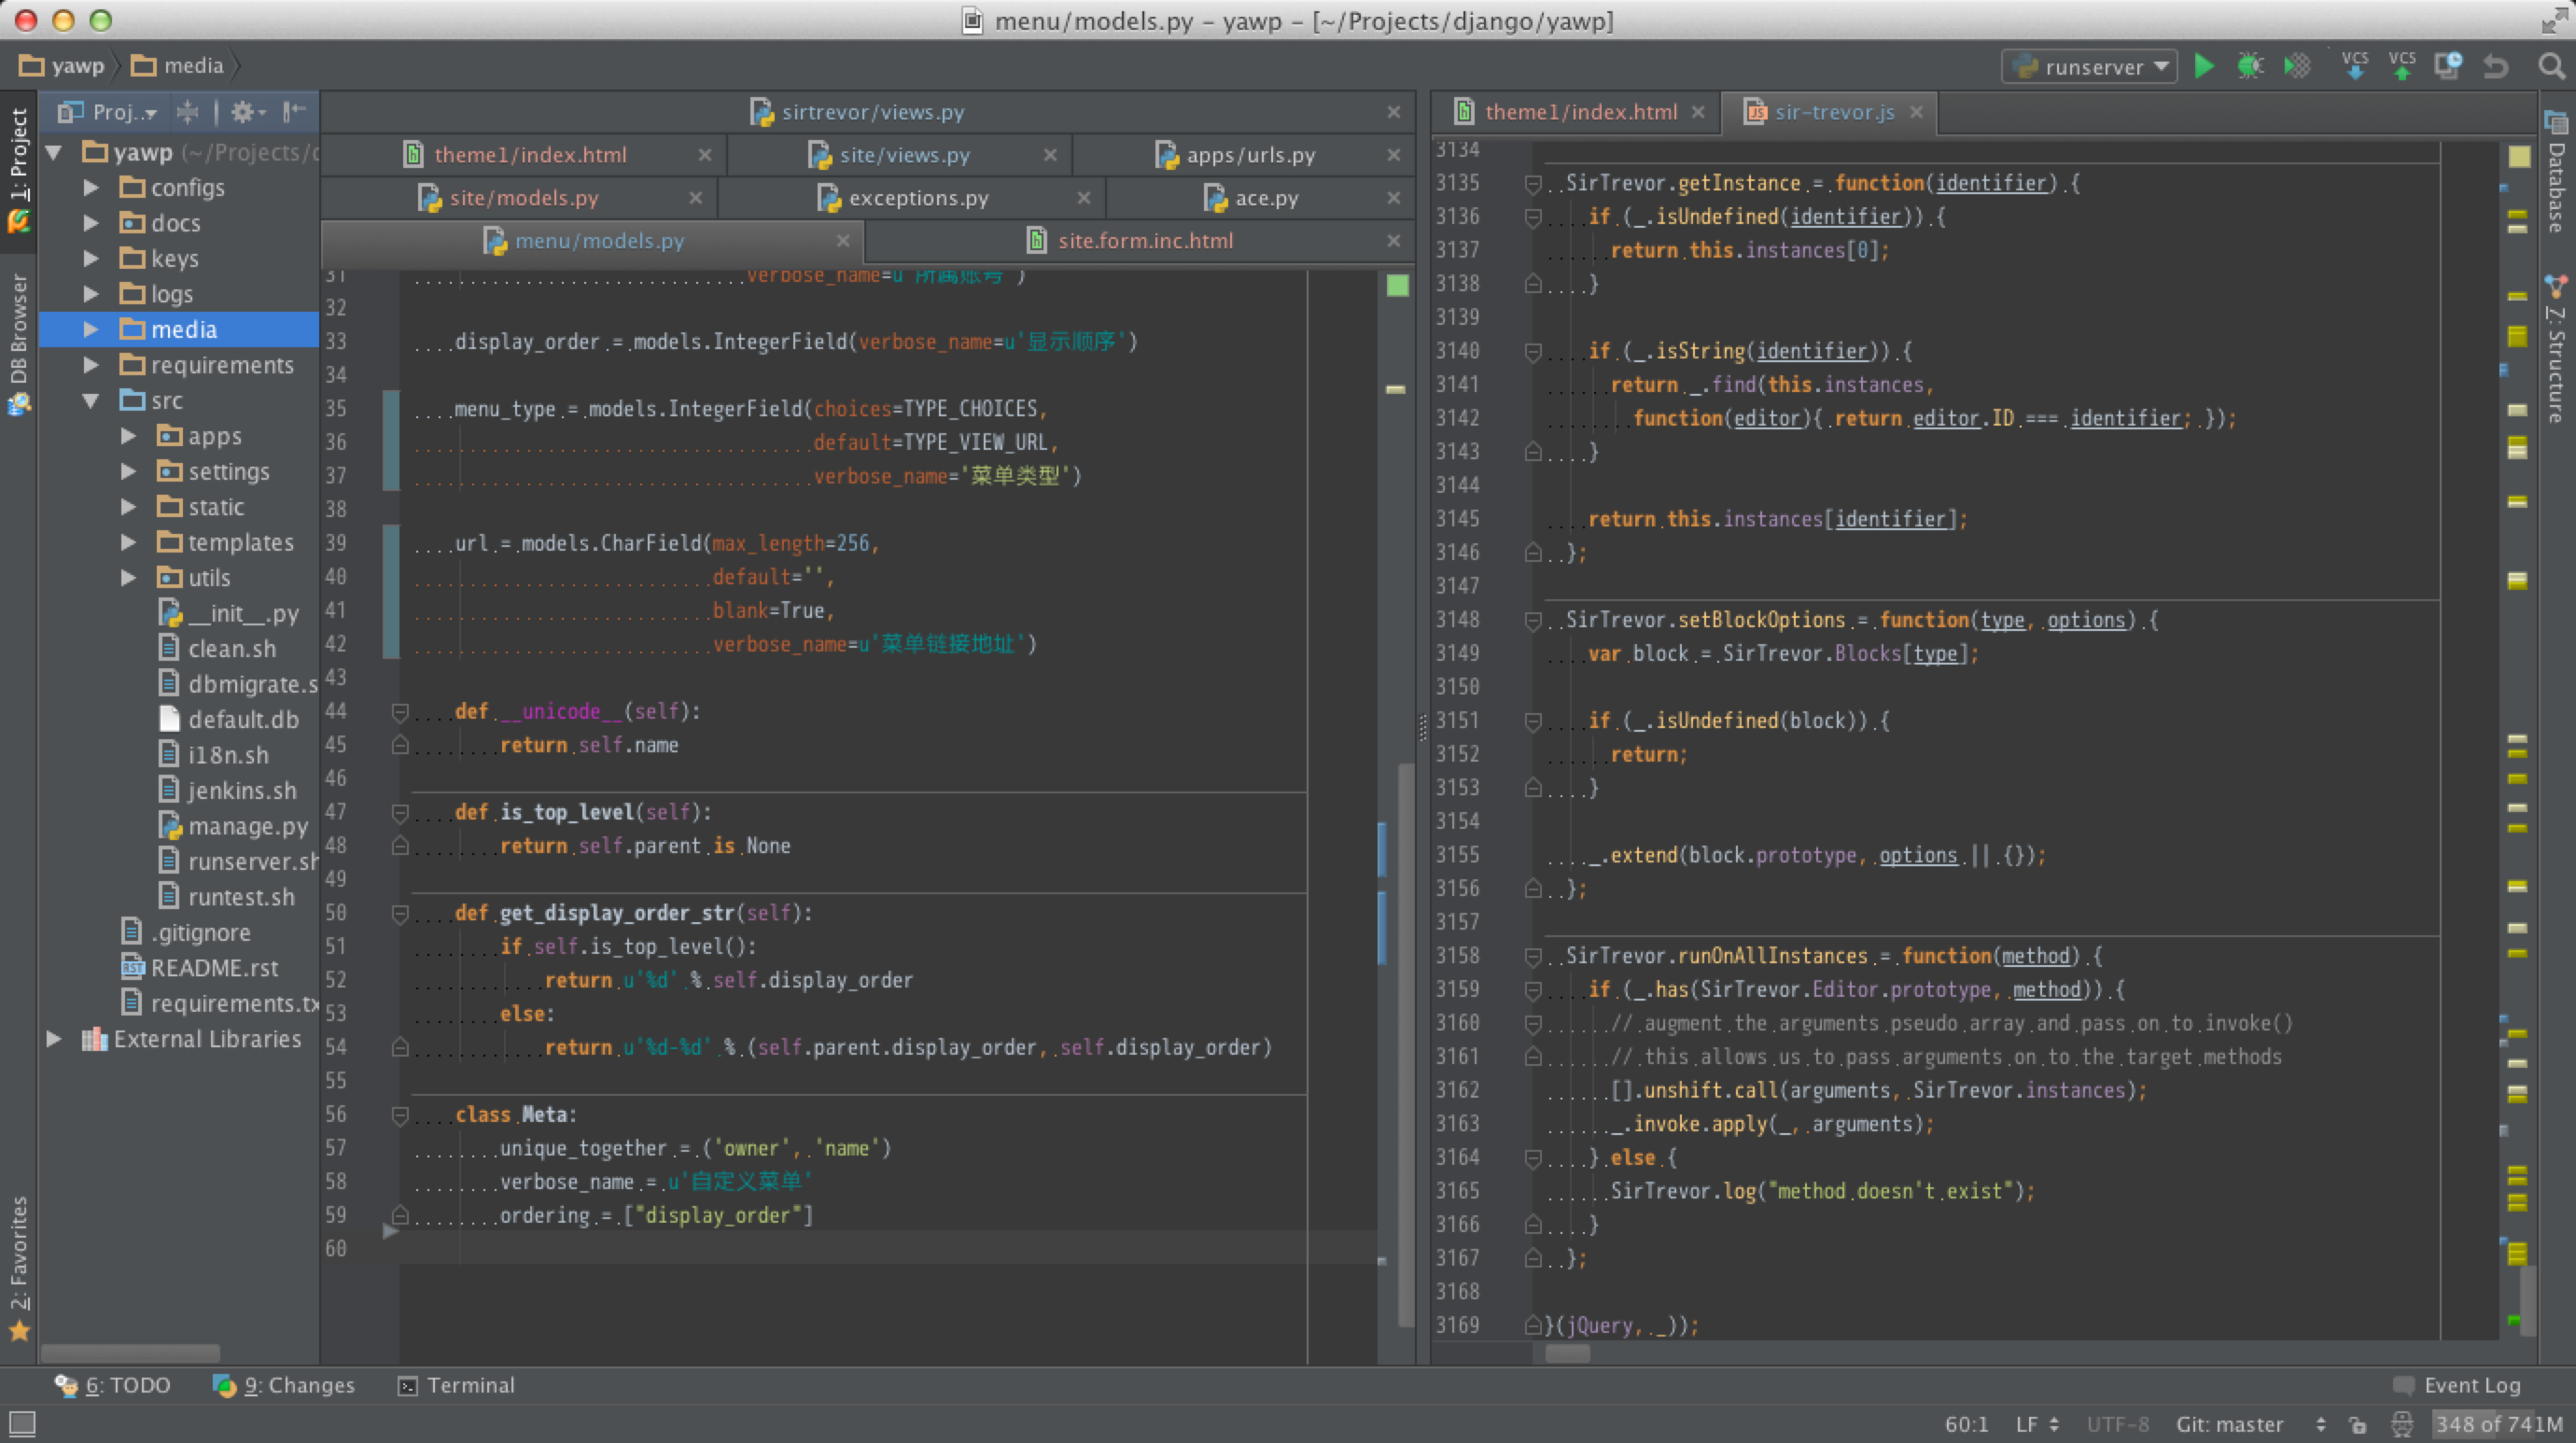 menu/models.py – yawp – [~/Projects/django/yawp]
yawp
media
runserver
VCS
VCS
1: Project
DB Browser
2: Favorites
Proj...
yawp (~/Projects/
configs
docs
keys
logs
media
requirements
src
apps
settings
static
templates
utils
__init__.py
clean.sh
dbmigrate.s
default.db
i18n.sh
jenkins.sh
manage.py
runserver.sh
runtest.sh
.gitignore
README.rst
requirements.tx
External Libraries
sirtrevor/views.py
theme1/index.html
site/views.py
apps/urls.py
site/models.py
exceptions.py
ace.py
menu/models.py
site.form.inc.html
31 verbose_name=u'所属账号')
32
33 display_order = models.IntegerField(verbose_name=u'显示顺序')
34
35 menu_type = models.IntegerField(choices=TYPE_CHOICES,
36 default=TYPE_VIEW_URL,
37 verbose_name='菜单类型')
38
39 url = models.CharField(max_length=256,
40 default='',
41 blank=True,
42 verbose_name=u'菜单链接地址')
43
44 def __unicode__(self):
45 return self.name
46
47 def is_top_level(self):
48 return self.parent is None
49
50 def get_display_order_str(self):
51 if self.is_top_level():
52 return u'%d' % self.display_order
53 else:
54 return u'%d-%d' % (self.parent.display_order, self.display_order)
55
56 class Meta:
57 unique_together = ('owner', 'name')
58 verbose_name = u'自定义菜单'
59 ordering = ["display_order"]
60
theme1/index.html
sir-trevor.js
3134
3135 SirTrevor.getInstance = function(identifier) {
3136 if (_.isUndefined(identifier)) {
3137 return this.instances[0];
3138 }
3139
3140 if (_.isString(identifier)) {
3141 return _.find(this.instances,
3142 function(editor){ return editor.ID === identifier; });
3143 }
3144
3145 return this.instances[identifier];
3146 };
3147
3148 SirTrevor.setBlockOptions = function(type, options) {
3149 var block = SirTrevor.Blocks[type];
3150
3151 if (_.isUndefined(block)) {
3152 return;
3153 }
3154
3155 _.extend(block.prototype, options || {});
3156 };
3157
3158 SirTrevor.runOnAllInstances = function(method) {
3159 if (_.has(SirTrevor.Editor.prototype, method)) {
3160 // augment the arguments pseudo array and pass on to invoke()
3161 // this allows us to pass arguments on to the target methods
3162 [].unshift.call(arguments, SirTrevor.instances);
3163 _.invoke.apply(_, arguments);
3164 } else {
3165 SirTrevor.log("method doesn't exist");
3166 }
3167 };
3168
3169 }(jQuery, _));
Database
7: Structure
6: TODO
9: Changes
Terminal
Event Log
60:1
LF
UTF-8
Git: master
348 of 741M